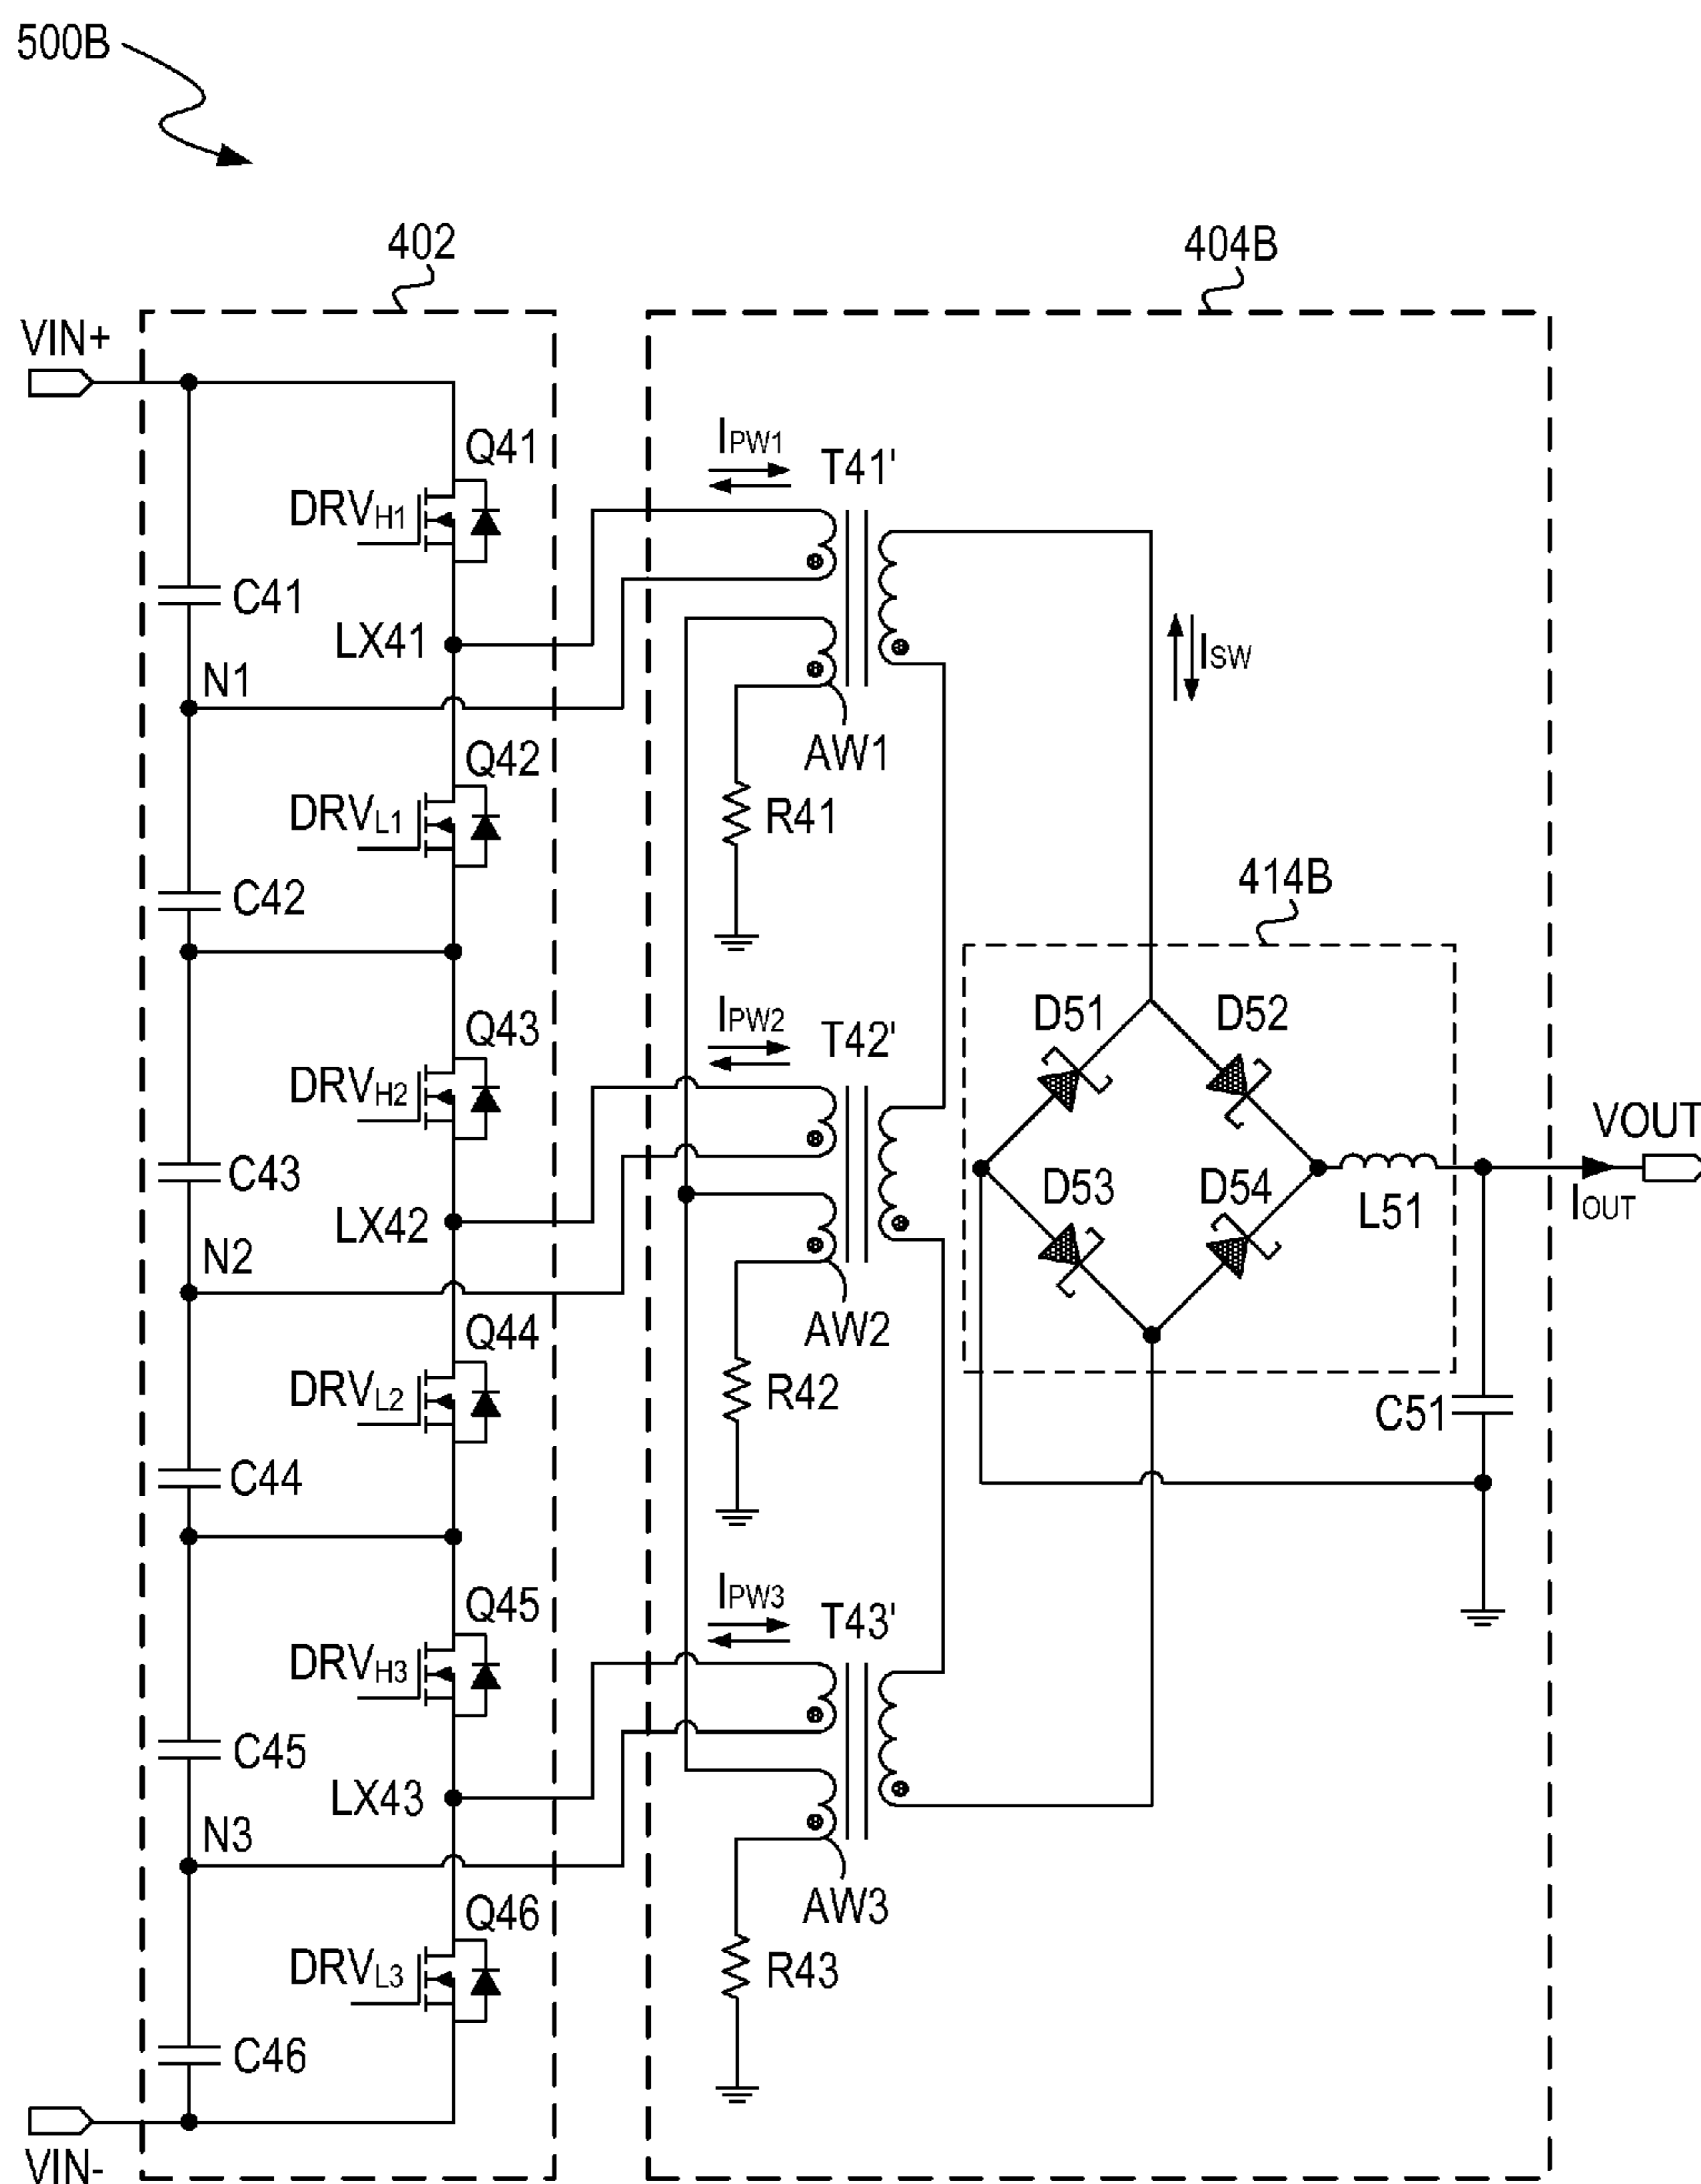 500B
402
404B
VIN+
Q41
IPW1
T41'
DRVH1
C41
LX41
ISW
N1
AW1
Q42
R41
DRVL1
414B
C42
D51
D52
IPW2
Q43
T42'
DRVH2
VOUT
C43
D53
D54
LX42
L51
IOUT
N2
AW2
Q44
R42
DRVL2
C51
C44
IPW3
Q45
T43'
DRVH3
C45
LX43
N3
AW3
Q46
DRVL3
R43
C46
VIN-